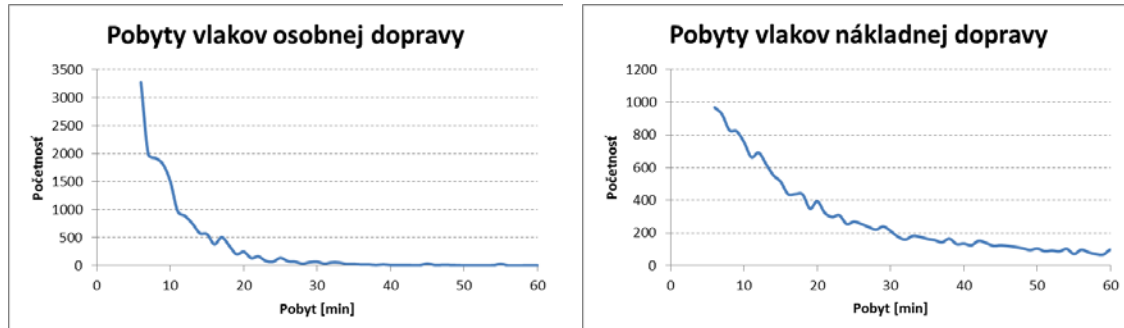 Pobyty vlakov osobnej dopravy
3500
3000
2500
2000
1500
1000
500
0
Početnosť
0 10 20 30 40 50 60
Pobyt [min]
Pobyty vlakov nákladnej dopravy
1200
1000
800
600
400
200
0
Početnosť
0 10 20 30 40 50 60
Pobyt [min]